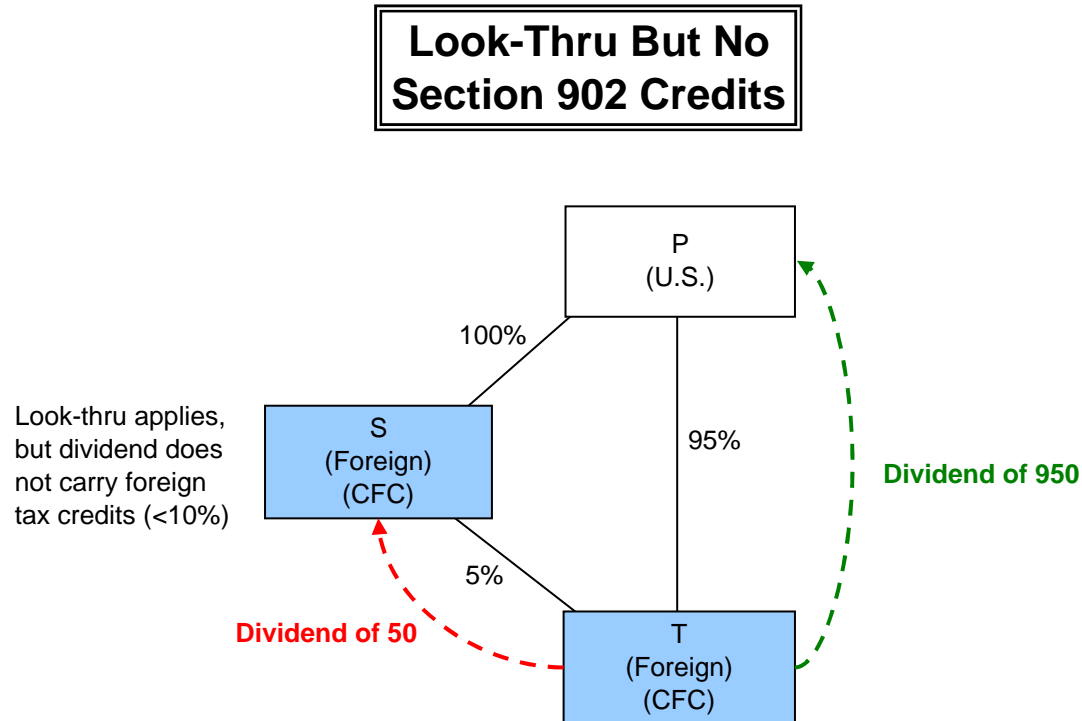 Look-Thru But No
Section 902 Credits
P
(U.S.)
100%
Look-thru applies,
but dividend does
not carry foreign
tax credits (<10%)
S
(Foreign)
(CFC)
95%
Dividend of 950
5%
Dividend of 50
T
(Foreign)
(CFC)